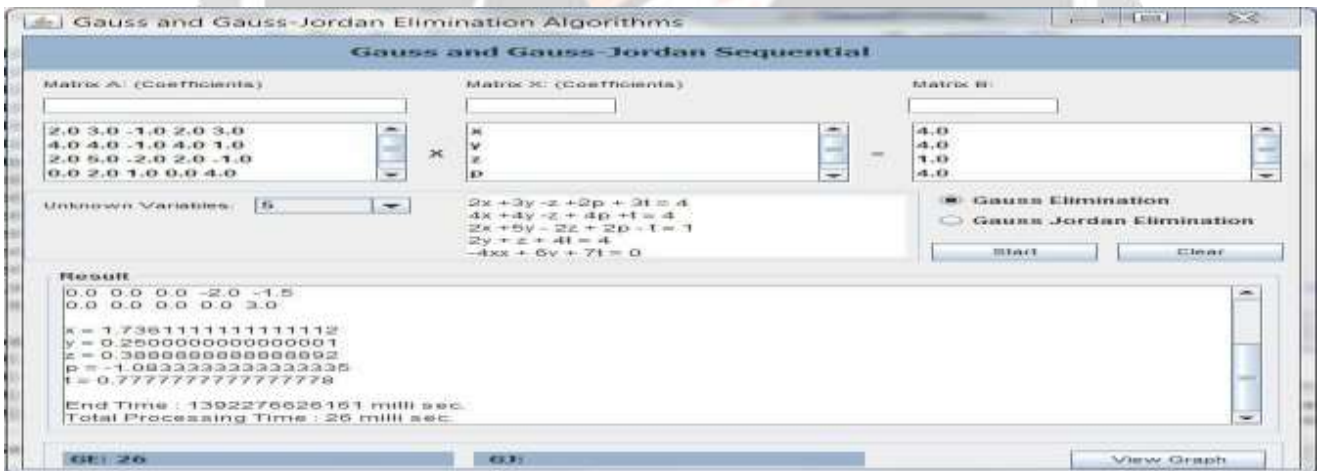 Gauss and Gauss-Jordan Elimination Algorithms
Gauss and Gauss-Jordan Sequential
Matrix A: (Coefficients)
Matrix X: (Coefficients)
Matrix B:
2.0 3.0 -1.0 2.0 3.0
4.0 4.0 -1.0 4.0 1.0
2.0 5.0 -2.0 2.0 -1.0
0.0 2.0 1.0 0.0 4.0
×
x
y
z
p
=
4.0
4.0
1.0
4.0
Unknown Variables: 5
2x +3y -z +2p + 3t = 4
4x +4y -z + 4p +t = 4
2x +5y - 2z + 2p - t = 1
2y + z + 4t = 4
-4xx + 6y + 7t = 0
Gauss Elimination
Gauss Jordan Elimination
Start
Clear
Result
0.0 0.0 0.0 -2.0 -1.5
0.0 0.0 0.0 0.0 3.0
x = 1.7361111111111112
y = 0.25000000000000001
z = 0.3888888888888892
p = -1.0833333333333335
t = 0.7777777777777778
End Time : 1392276626151 milli sec.
Total Processing Time : 26 milli sec.
GE: 26
GJ:
View Graph